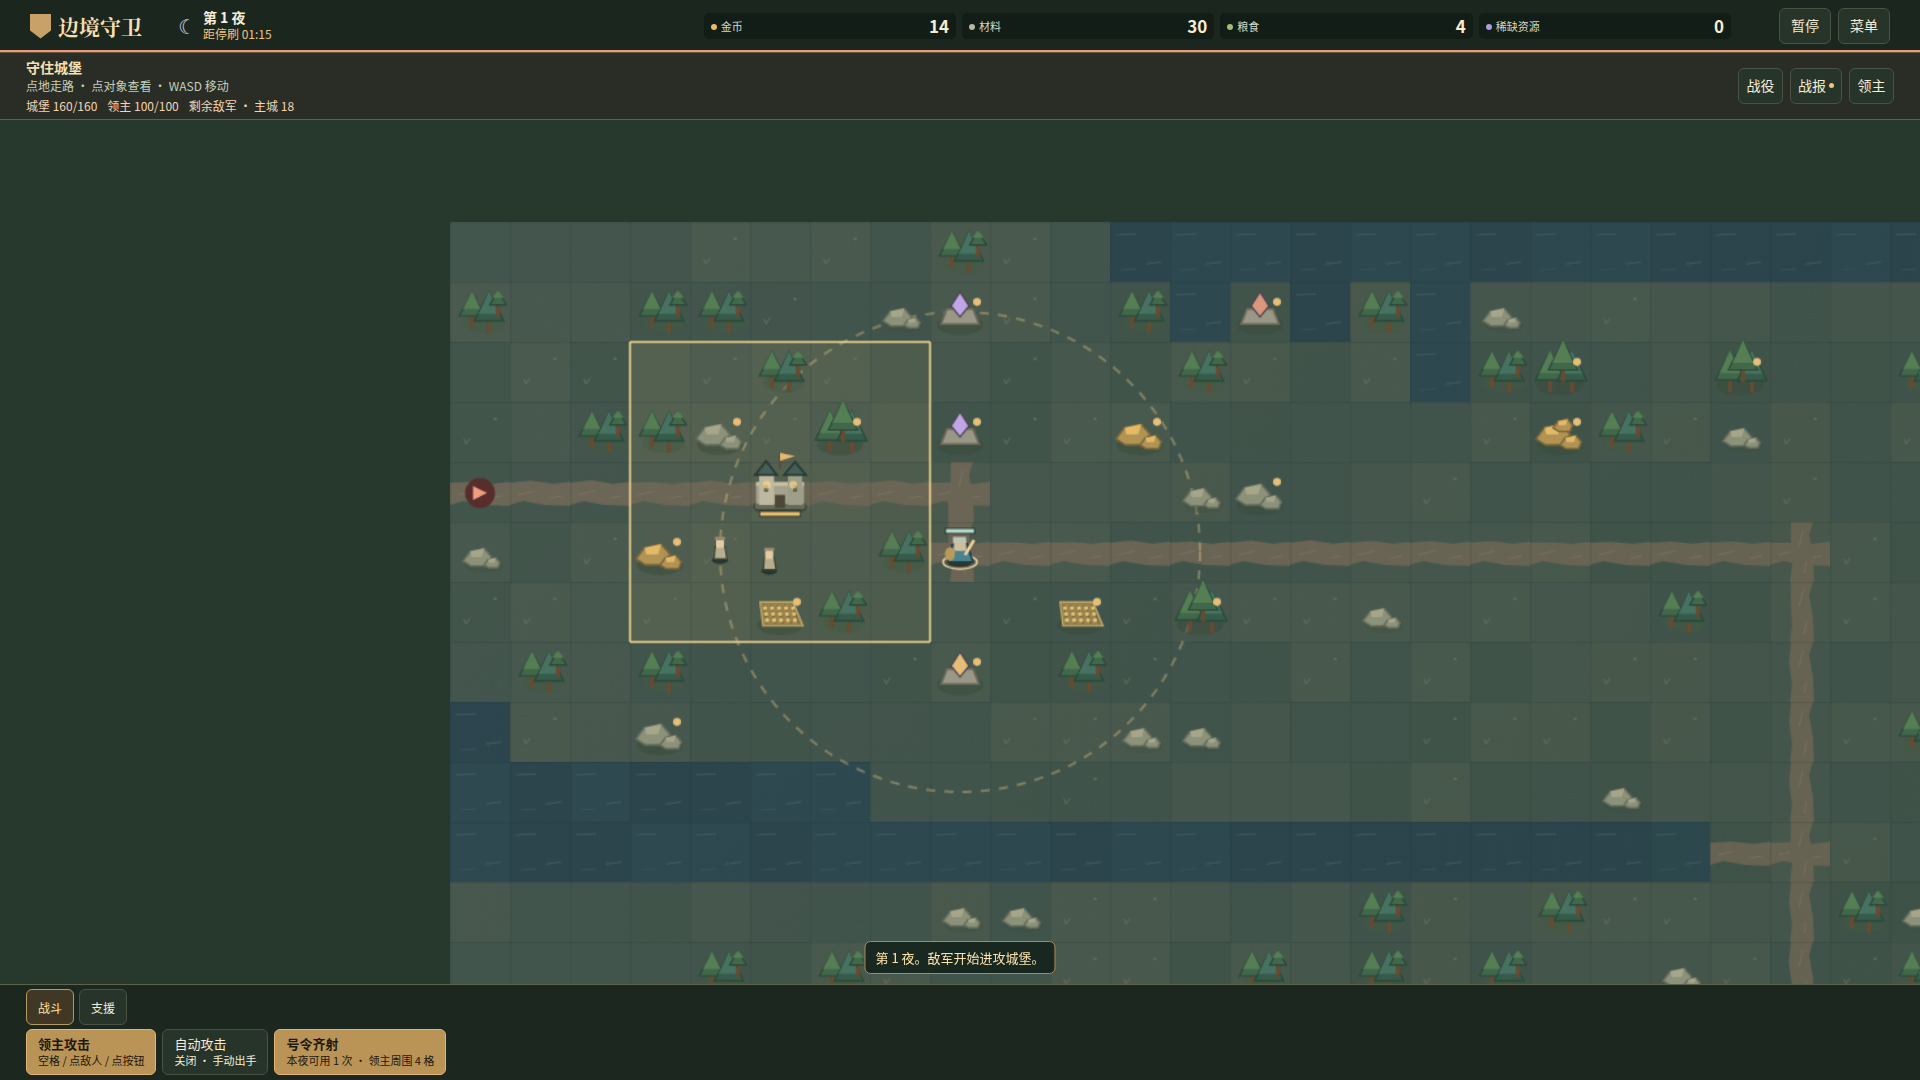 边境守卫
第 1 夜
距停刷 01:15
金币 14
材料 30
粮食 4
稀缺资源 0
暂停
菜单
守住城堡
点地走路 · 点对象查看 · WASD 移动
城堡 160/160 领主 100/100 剩余敌军 · 主城 18
战役
战报
领主
第 1 夜。敌军开始进攻城堡。
战斗
支援
领主攻击
空格 / 点敌人 / 点按钮
自动攻击
关闭 · 手动出手
号令齐射
本夜可用 1 次 · 领主周围 4 格